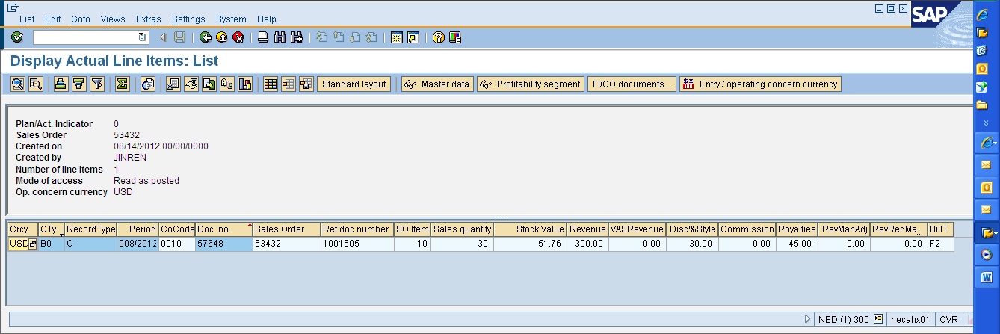 List Edit Goto Views Extras Settings System Help
SAP
Display Actual Line Items: List
Standard layout Master data Profitability segment FI/CO documents... Entry / operating concern currency
Plan/Act. Indicator 0
Sales Order 53432
Created on 08/14/2012 00/00/0000
Created by JINREN
Number of line items 1
Mode of access Read as posted
Op. concern currency USD
Crcy CTy RecordType Period CoCode Doc. no. Sales Order Ref.doc.number SO Item Sales quantity Stock Value Revenue VASRevenue Disc%Style Commission Royalties RevManAdj RevRedMa... BillT
USD B0 C 008/2012 0010 57648 53432 1001505 10 30 51.76 300.00 0.00 30.00- 0.00 45.00- 0.00 0.00 F2
NED (1) 300 necahx01 OVR